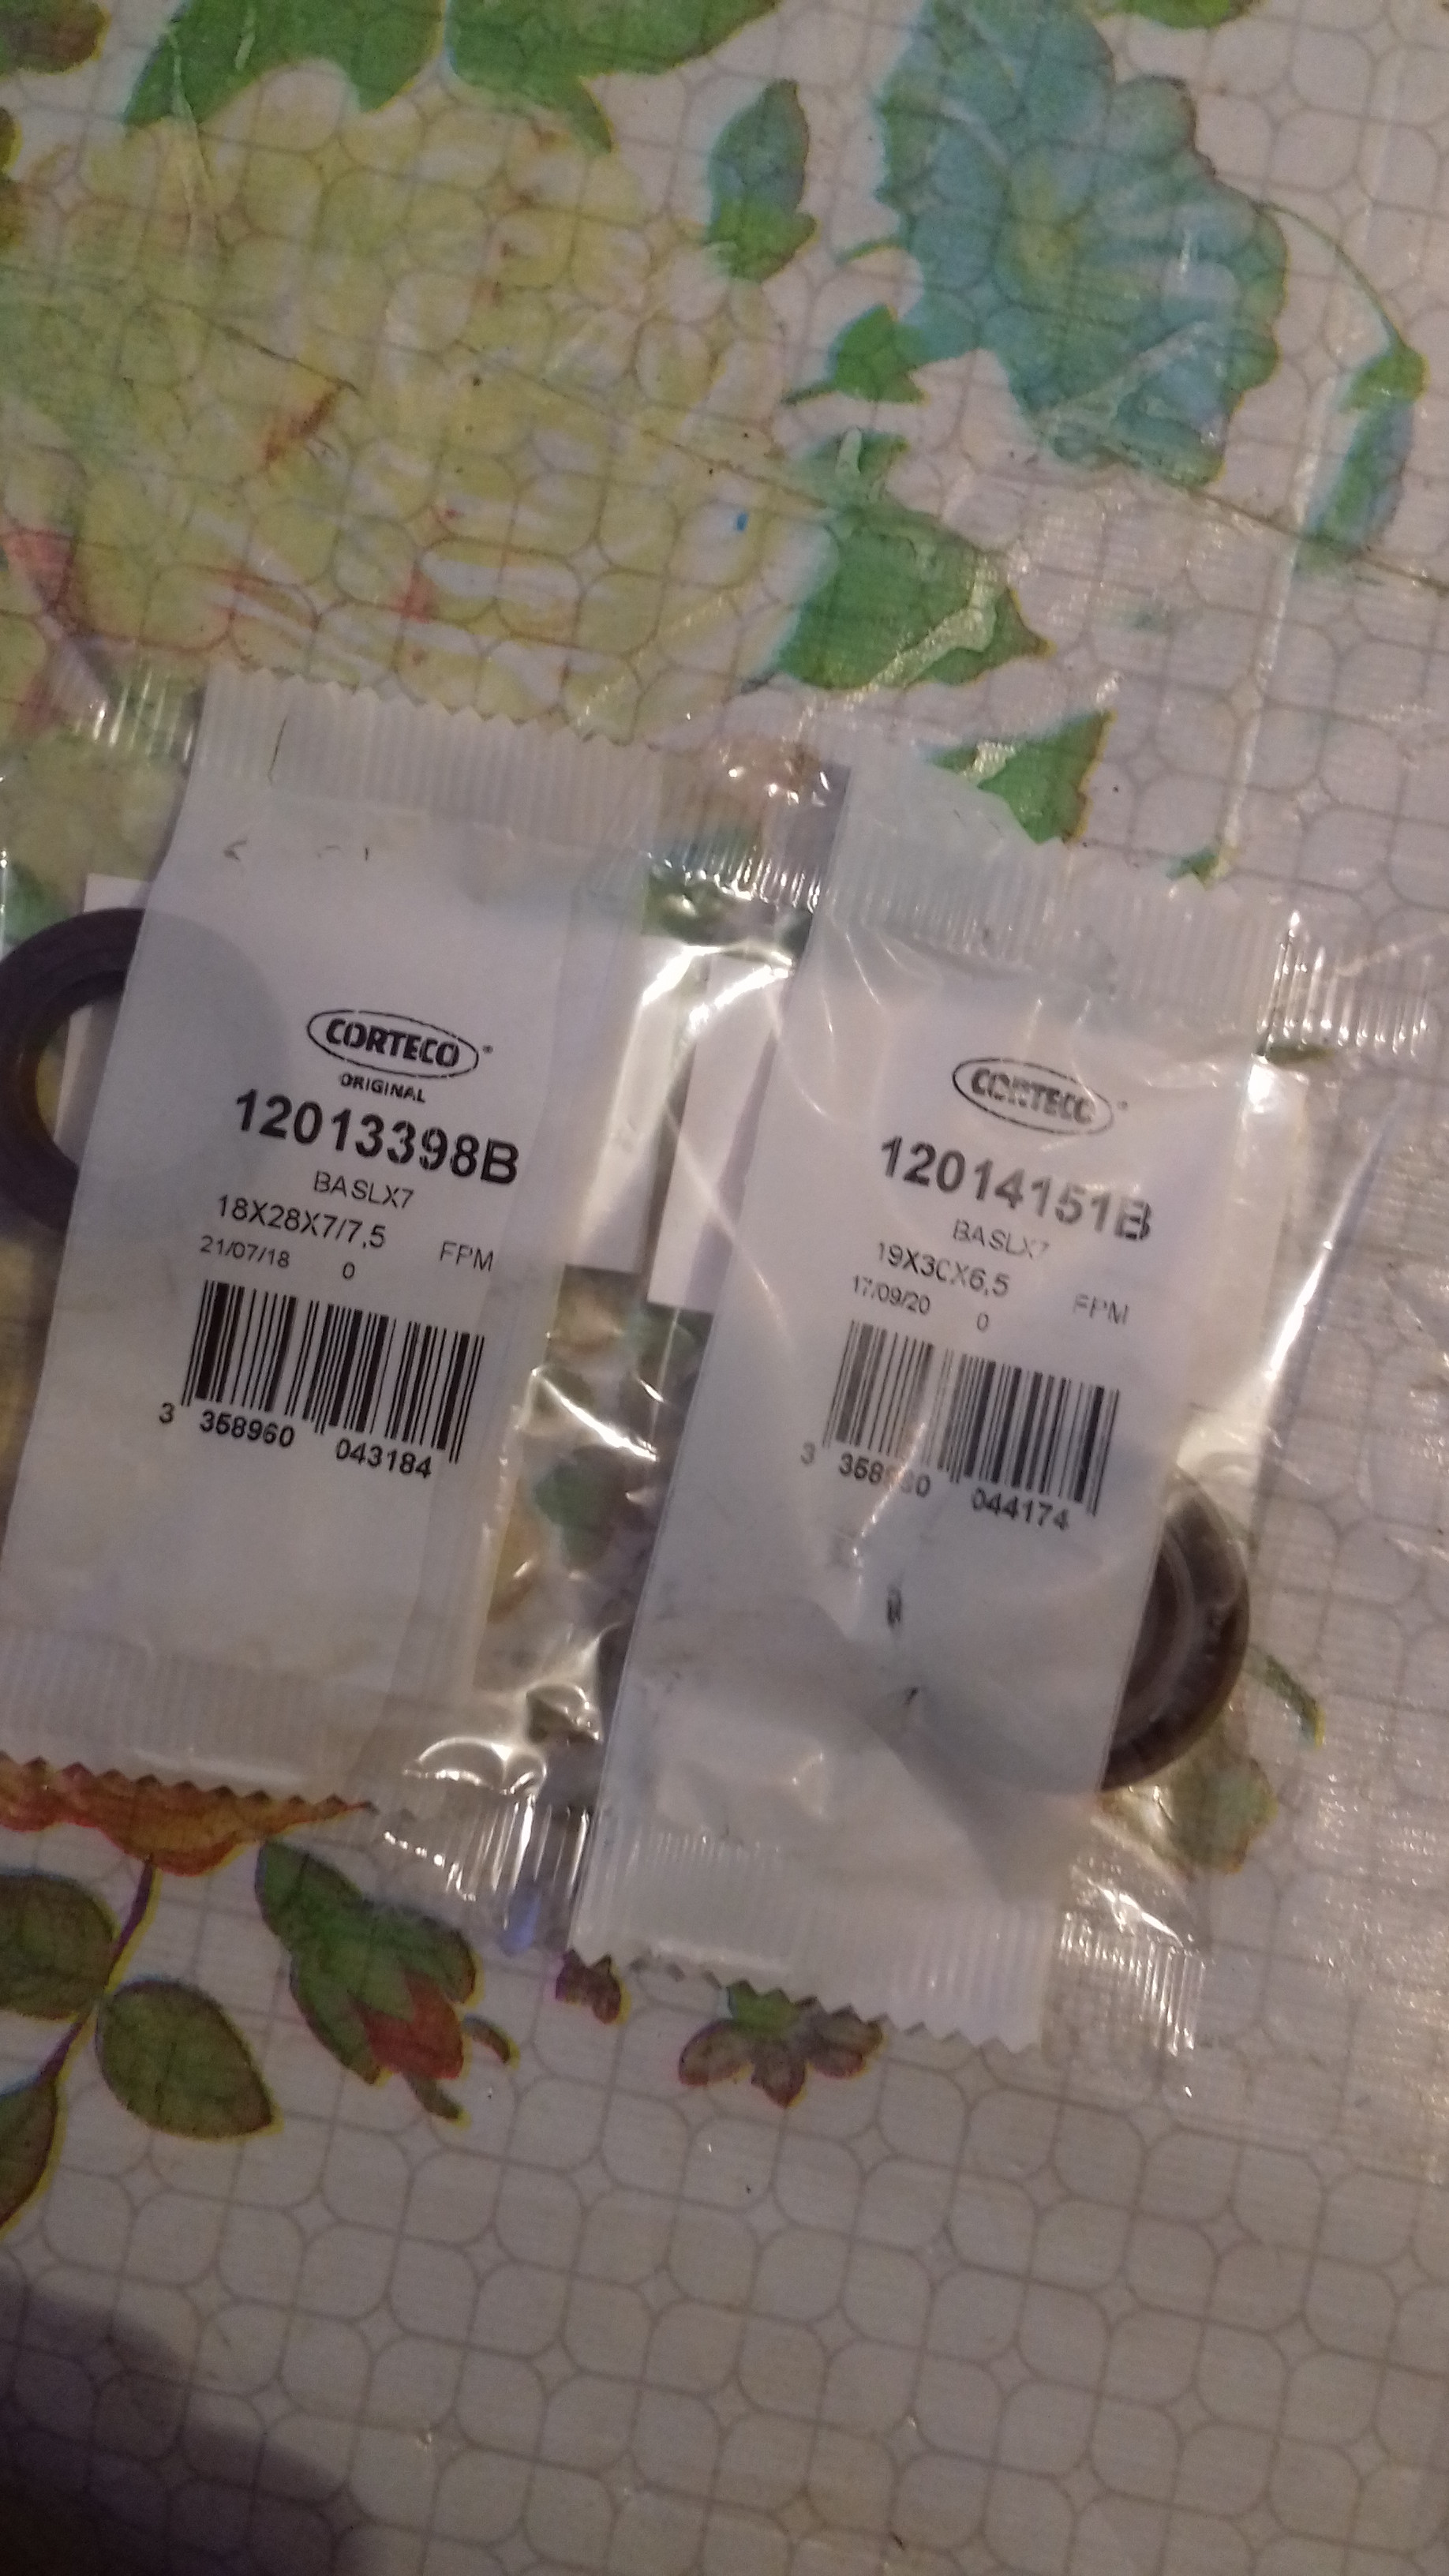 CORTECO
ORIGINAL
12013398B
BASLX7
18X28X7/7,5 FPM
21/07/18 0
3 358960 043184
CORTECO
12014151B
BASLX7
19X30X6,5 FPM
17/09/20 0
3 044174